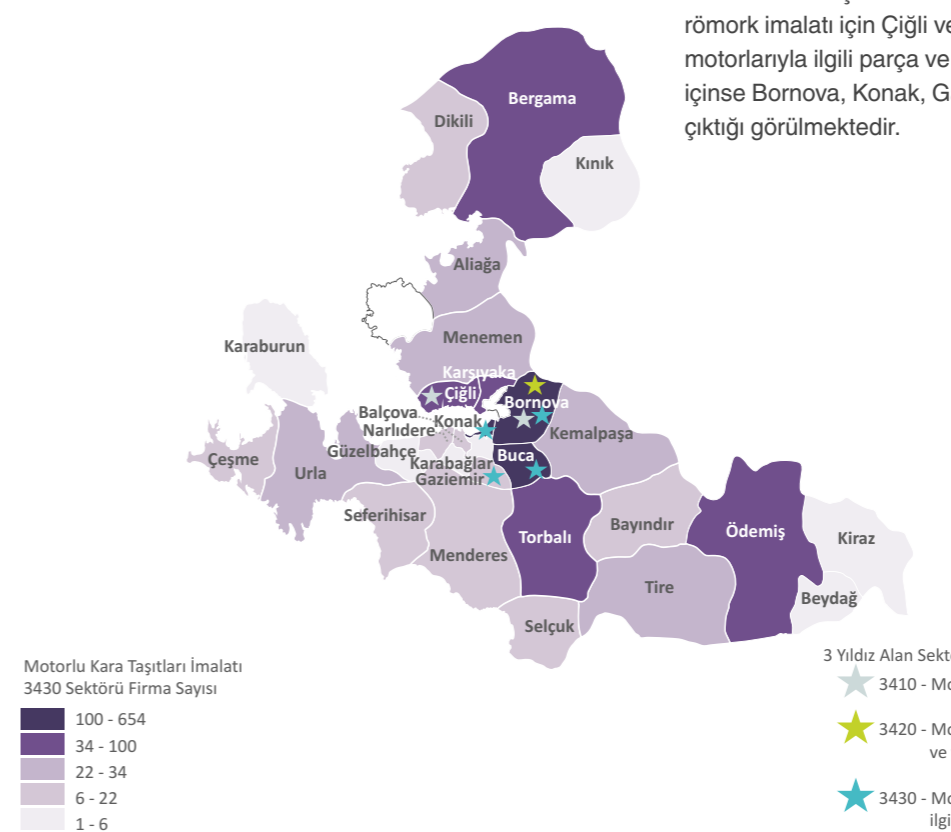 römork imalatı için Çiğli ve
motorlarıyla ilgili parça ve
içinse Bornova, Konak, G
çıktığı görülmektedir.
Bergama
Dikili
Kınık
Aliağa
Menemen
Karaburun
Karşıyaka
Çiğli
Bornova
Balçova
Konak
Narlıdere
Kemalpaşa
Güzelbahçe
Buca
Çeşme
Urla
Karabağlar
Gaziemir
Seferihisar
Bayındır
Ödemiş
Torbalı
Kiraz
Menderes
Tire
Beydağ
Selçuk
Motorlu Kara Taşıtları İmalatı
3430 Sektörü Firma Sayısı
100 - 654
34 - 100
22 - 34
6 - 22
1 - 6
3 Yıldız Alan Sekt
3410 - Mo
3420 - Mo
ve
3430 - Mo
ilgi